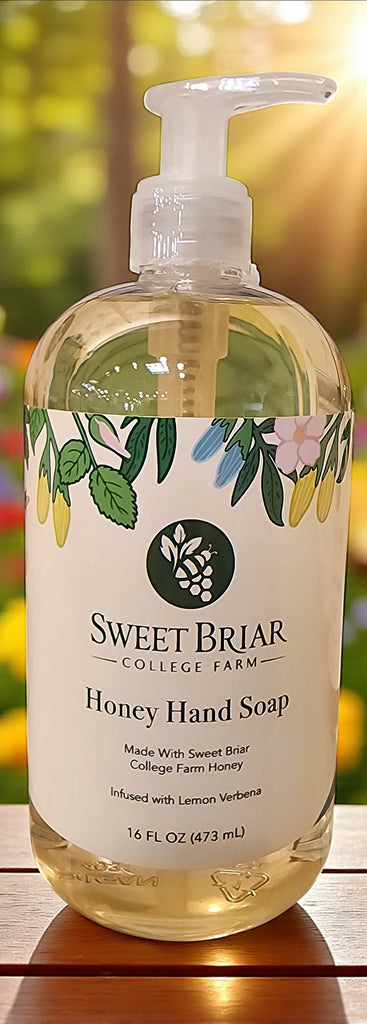 SWEET BRIAR
COLLEGE FARM
Honey Hand Soap
Made With Sweet Briar
College Farm Honey
Infused with Lemon Verbena
16 FL OZ (473 mL)